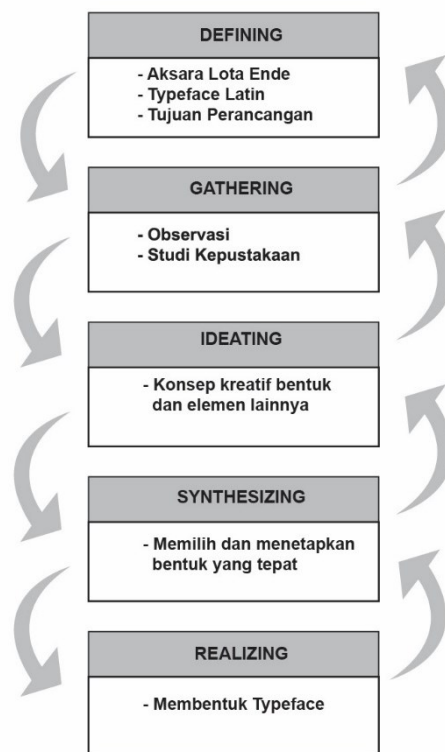 DEFINING
- Aksara Lota Ende
- Typeface Latin
- Tujuan Perancangan
GATHERING
- Observasi
- Studi Kepustakaan
IDEATING
- Konsep kreatif bentuk
dan elemen lainnya
SYNTHESIZING
- Memilih dan menetapkan
bentuk yang tepat
REALIZING
- Membentuk Typeface